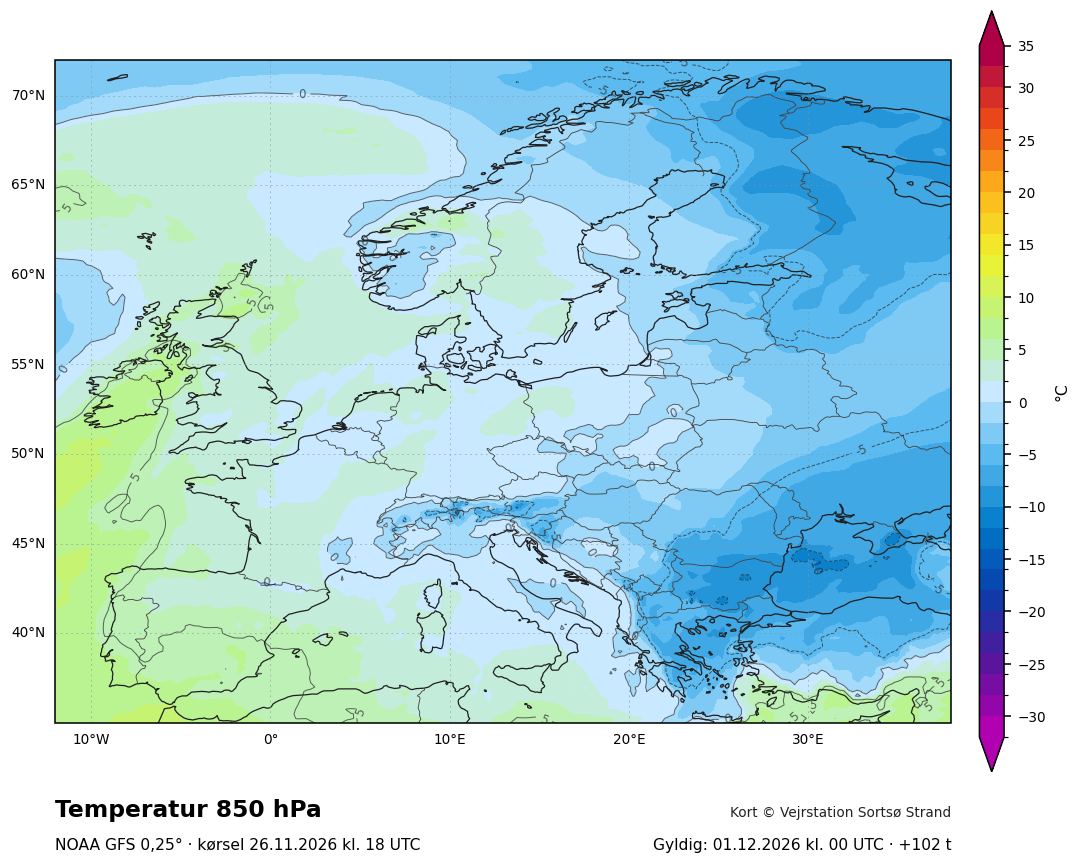 70°N
65°N
60°N
55°N
50°N
45°N
40°N
10°W
0°
10°E
20°E
30°E
35
30
25
20
15
10
5
0
−5
−10
−15
−20
−25
−30
°C
Temperatur 850 hPa
Kort © Vejrstation Sortsø Strand
NOAA GFS 0,25° · kørsel 26.11.2026 kl. 18 UTC
Gyldig: 01.12.2026 kl. 00 UTC · +102 t